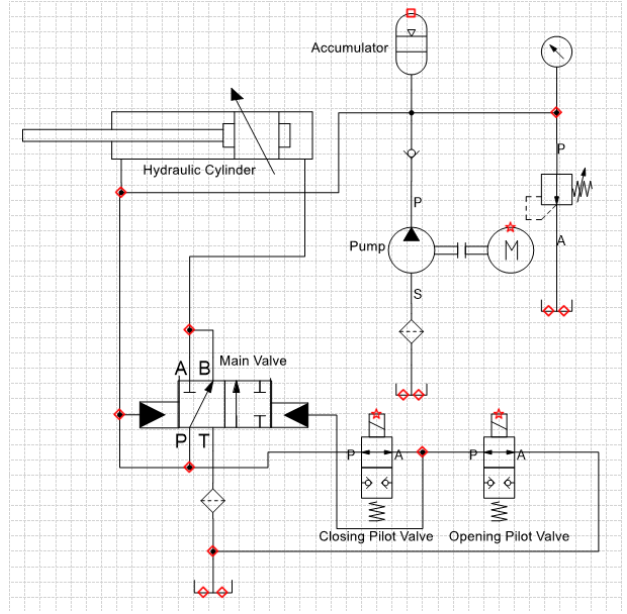 Accumulator
Hydraulic Cylinder
P
P
Pump
M
A
S
Main Valve
A B
P T
P A
P A
Closing Pilot Valve
Opening Pilot Valve